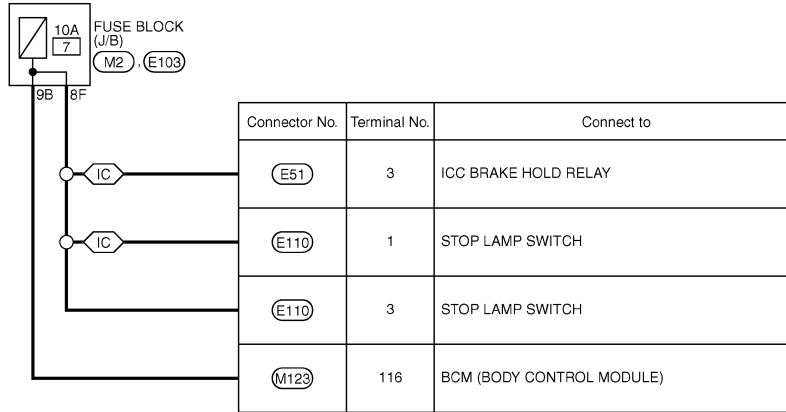 10A
7
FUSE BLOCK
(J/B)
M2 , E103
9B 8F
Connector No. Terminal No. Connect to
IC E51 3 ICC BRAKE HOLD RELAY
IC E110 1 STOP LAMP SWITCH
E110 3 STOP LAMP SWITCH
M123 116 BCM (BODY CONTROL MODULE)